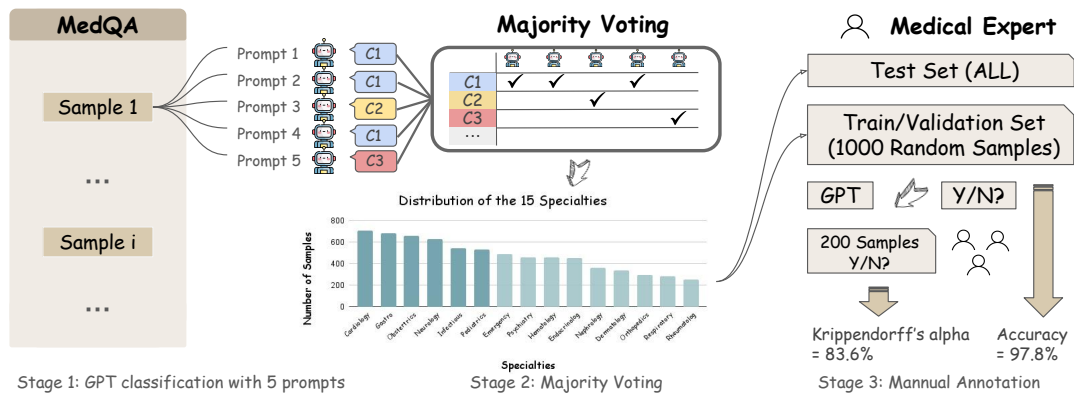 MedQA
Sample 1
...
Sample i
...
Prompt 1
C1
Prompt 2
C1
Prompt 3
C2
Prompt 4
C1
Prompt 5
C3
Majority Voting
C1
C2
C3
...
Distribution of the 15 Specialties
Number of Samples
800
600
400
200
0
Cardiology
Gastro
Obstertrics
Neurology
Infectious
Pediatrics
Emergency
Psychiatry
Hematology
Endocrinolog
Nephrology
Dermatology
Orthopedics
Respiratory
Rheumatolog
Specialties
Medical Expert
Test Set (ALL)
Train/Validation Set
(1000 Random Samples)
GPT
Y/N?
200 Samples
Y/N?
Krippendorff's alpha
= 83.6%
Accuracy
= 97.8%
Stage 1: GPT classification with 5 prompts
Stage 2: Majority Voting
Stage 3: Mannual Annotation